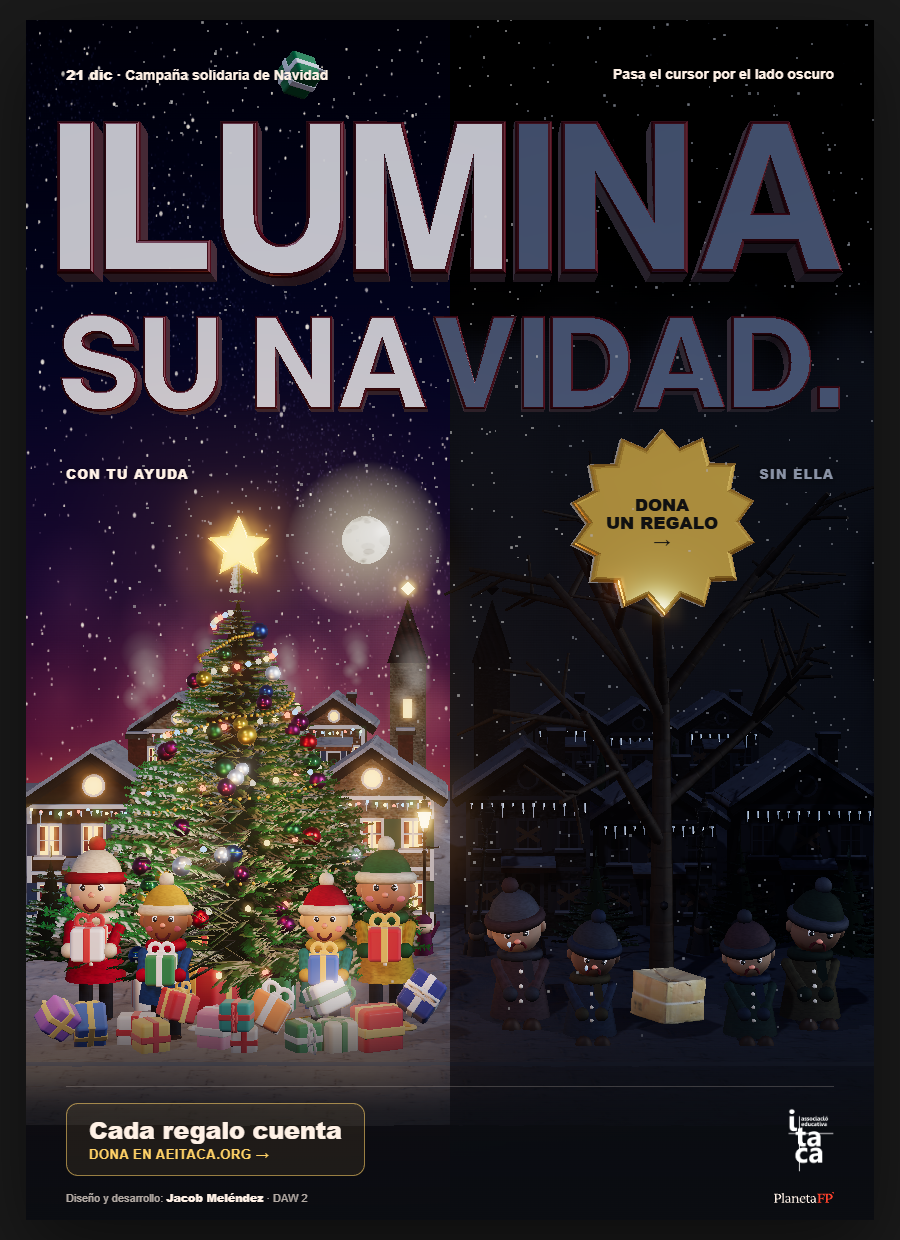 21 dic · Campaña solidaria de Navidad
Pasa el cursor por el lado oscuro
ILUMINA
SU NAVIDAD.
CON TU AYUDA
SIN ELLA
DONA
UN REGALO
→
Cada regalo cuenta
DONA EN AEITACA.ORG →
associació
educativa
itaca
Diseño y desarrollo: Jacob Meléndez · DAW 2
PlanetaFP